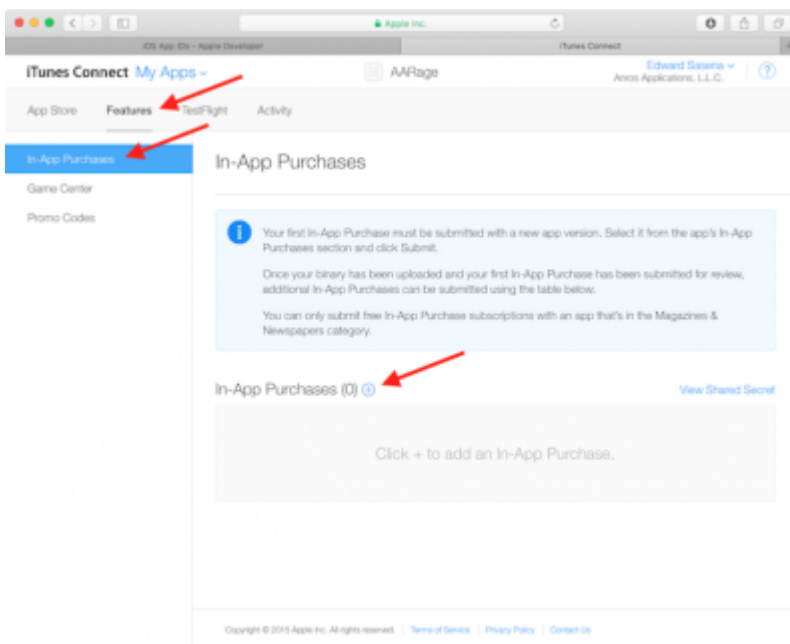 Apple Inc.
iOS App IDs - Apple Developer
iTunes Connect
iTunes Connect My Apps
AARage
Edward Sasena
Anros Applications, L.L.C.
?
App Store Features TestFlight Activity
In-App Purchases
Game Center
Promo Codes
In-App Purchases
Your first In-App Purchase must be submitted with a new app version. Select it from the app's In-App
Purchases section and click Submit.
Once your binary has been uploaded and your first In-App Purchase has been submitted for review,
additional In-App Purchases can be submitted using the table below.
You can only submit free In-App Purchase subscriptions with an app that's in the Magazines &
Newspapers category.
In-App Purchases (0)
View Shared Secret
Click + to add an In-App Purchase.
Copyright © 2015 Apple Inc. All rights reserved. Terms of Service Privacy Policy Contact Us